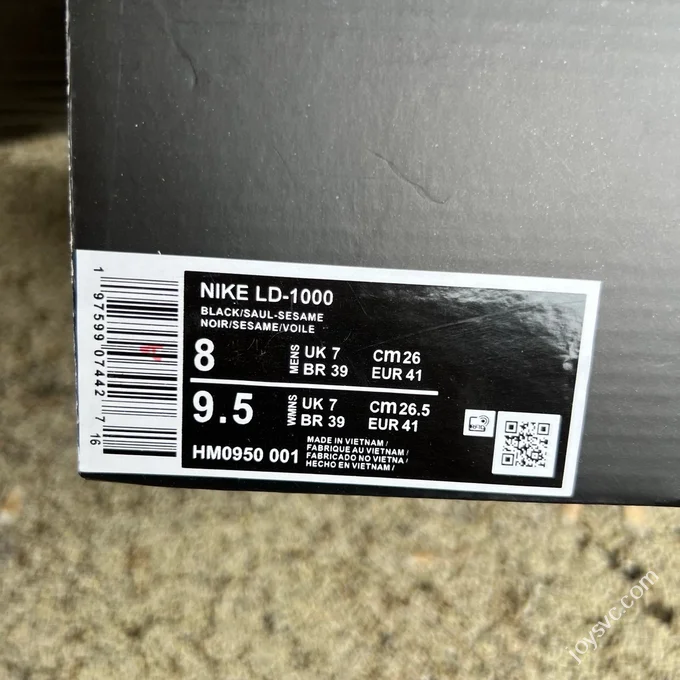 NIKE LD-1000
BLACK/SAUL-SESAME
NOIR/SESAME/VOILE
8 MENS UK 7 cm 26
BR 39 EUR 41
9.5 WMNS UK 7 cm 26.5
BR 39 EUR 41
HM0950 001
MADE IN VIETNAM/
FABRIQUE AU VIETNAM/
FABRICADO NO VIETNA/
HECHO EN VIETNAM/
1 97599 07442 7 16
joysvc.com